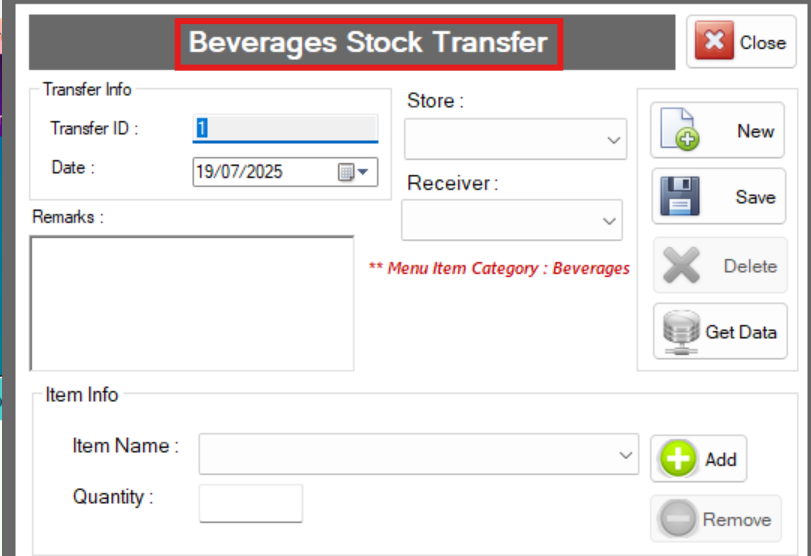 Beverages Stock Transfer
Close
Transfer Info
Transfer ID :
1
Date :
19/07/2025
Store :
Receiver :
New
Save
Delete
Get Data
Remarks :
** Menu Item Category : Beverages
Item Info
Item Name :
Add
Quantity :
Remove